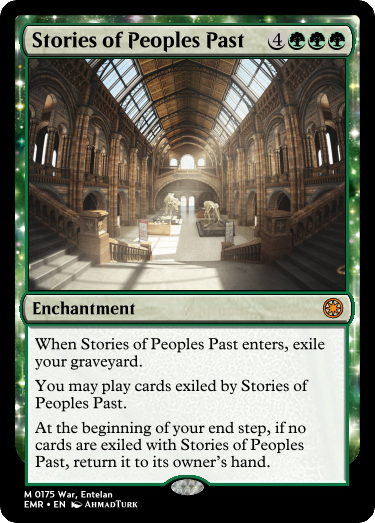 Stories of Peoples Past 4
Enchantment
When Stories of Peoples Past enters, exile
your graveyard.
You may play cards exiled by Stories of
Peoples Past.
At the beginning of your end step, if no
cards are exiled with Stories of Peoples
Past, return it to its owner's hand.
M 0175 War, Entelan
EMR • EN AhmadTurk